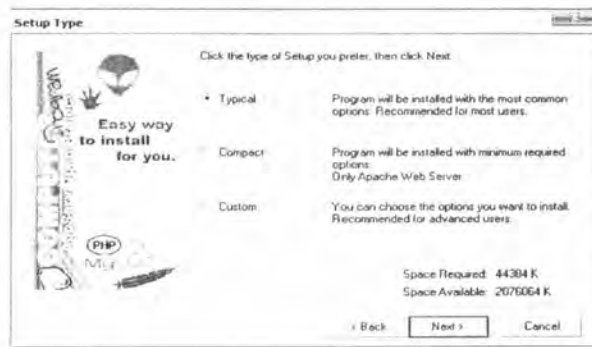 Setup Type
Click the type of Setup you prefer, then click Next
Program
Easy way
to install
for you.
• Typical
Program will be installed with the most common
options. Recommended for most users.
Compact
Program will be installed with minimum required
options.
Only Apache Web Server
Custom
You can choose the options you want to install.
Recommended for advanced users.
PHP
My
Space Required: 44384 K
Space Available: 2076064 K
< Back
Next >
Cancel